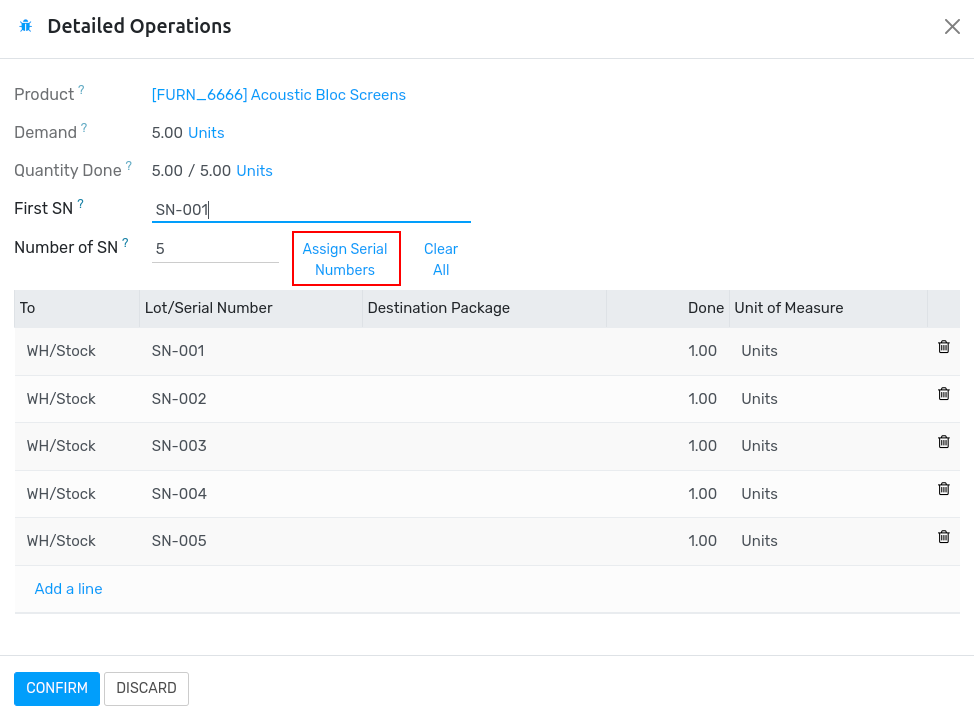 Detailed Operations
Product ? [FURN_6666] Acoustic Bloc Screens
Demand ? 5.00 Units
Quantity Done ? 5.00 / 5.00 Units
First SN ? SN-001
Number of SN ? 5 Assign Serial Numbers Clear All
To Lot/Serial Number Destination Package Done Unit of Measure
WH/Stock SN-001 1.00 Units
WH/Stock SN-002 1.00 Units
WH/Stock SN-003 1.00 Units
WH/Stock SN-004 1.00 Units
WH/Stock SN-005 1.00 Units
Add a line
CONFIRM DISCARD